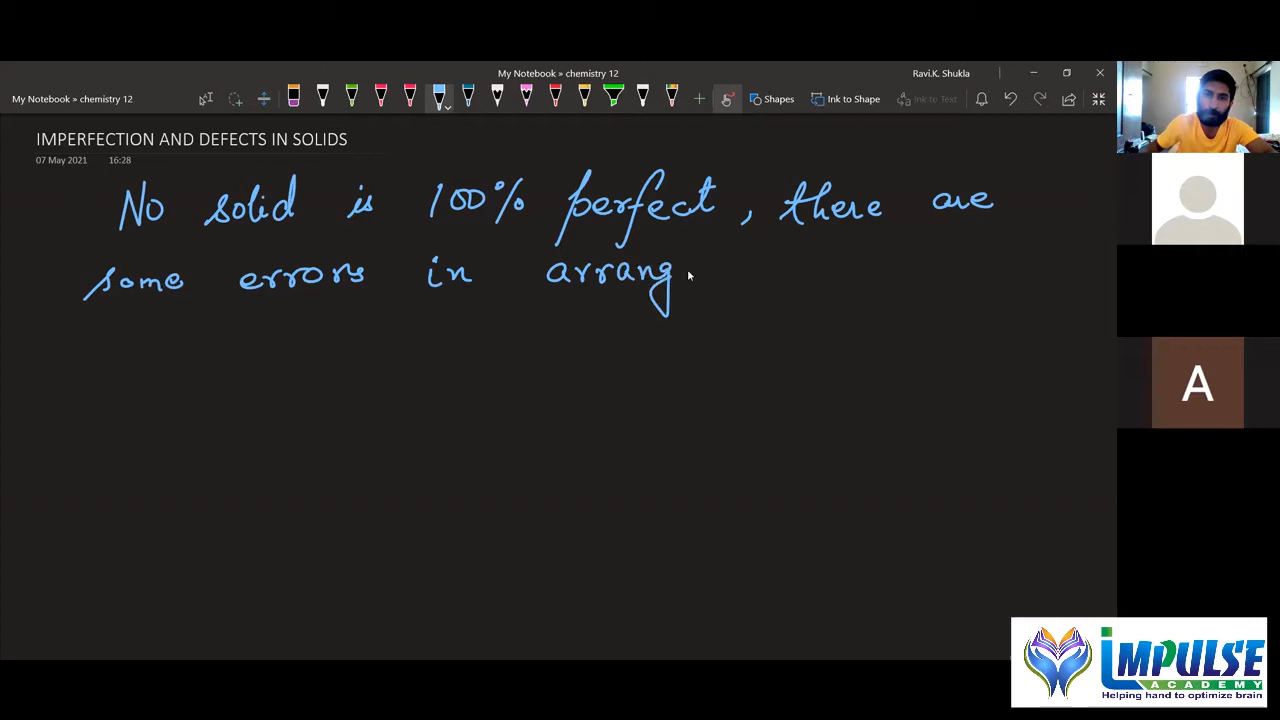 My Notebook » chemistry 12
Ravi.K. Shukla
My Notebook » chemistry 12
Shapes
Ink to Shape
Ink to Text
IMPERFECTION AND DEFECTS IN SOLIDS
07 May 2021 16:28
No solid is 100% perfect, there are
some errors in arrang
A
IMPULSE
ACADEMY
Helping hand to optimize brain